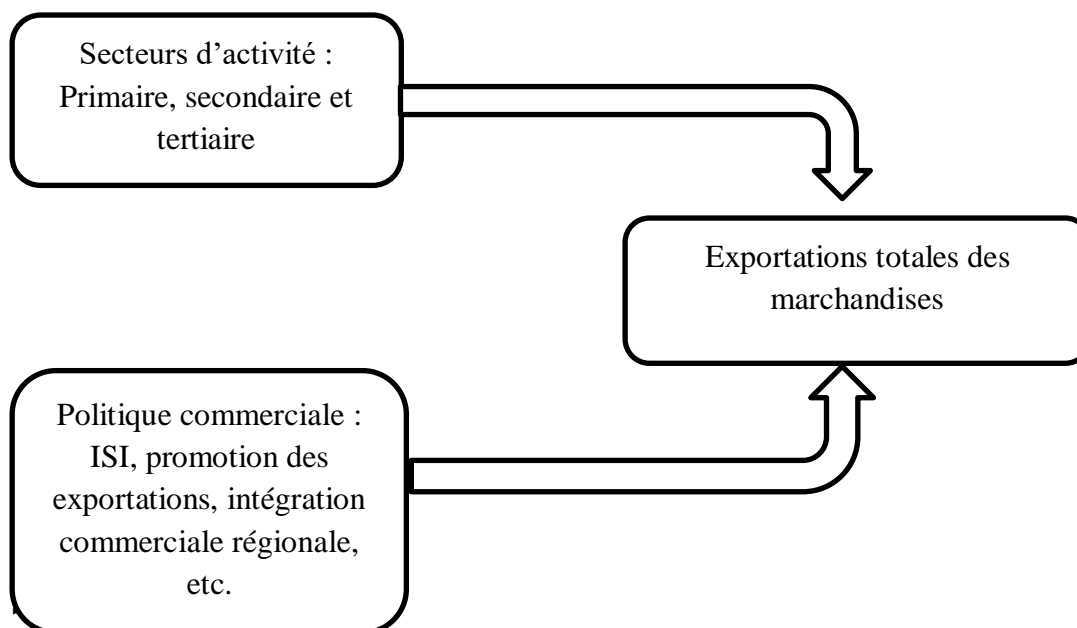 Secteurs d’activité :
Primaire, secondaire et
tertiaire
Exportations totales des
marchandises
Politique commerciale :
ISI, promotion des
exportations, intégration
commerciale régionale,
etc.